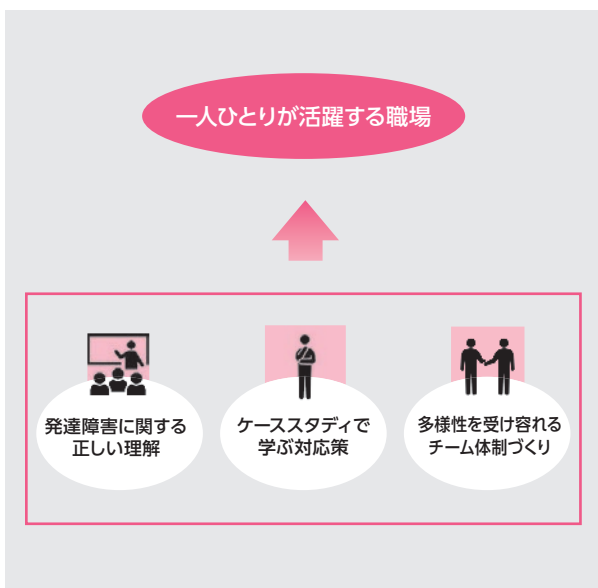 一人ひとりが活躍する職場
発達障害に関する
正しい理解
ケーススタディで
学ぶ対応策
多様性を受け容れる
チーム体制づくり